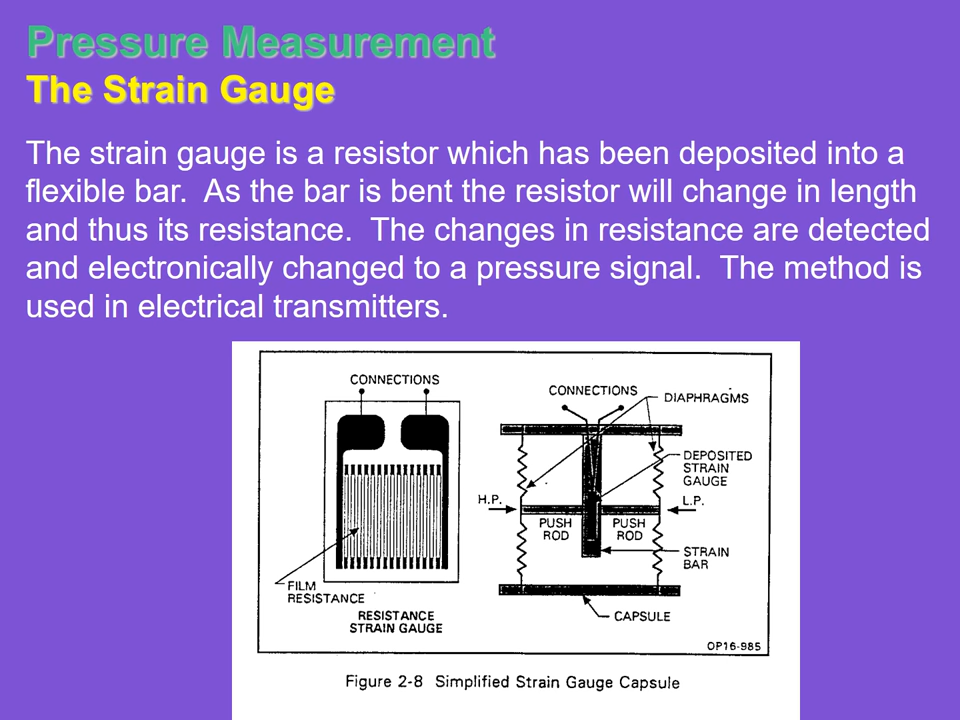 Pressure Measurement
The Strain Gauge
The strain gauge is a resistor which has been deposited into a
flexible bar.  As the bar is bent the resistor will change in length
and thus its resistance.  The changes in resistance are detected
and electronically changed to a pressure signal.  The method is
used in electrical transmitters.
CONNECTIONS
FILM
RESISTANCE
RESISTANCE
STRAIN GAUGE
CONNECTIONS
DIAPHRAGMS
DEPOSITED
STRAIN
GAUGE
H.P.
L.P.
PUSH
ROD
PUSH
ROD
STRAIN
BAR
CAPSULE
OP16-985
Figure 2-8 Simplified Strain Gauge Capsule